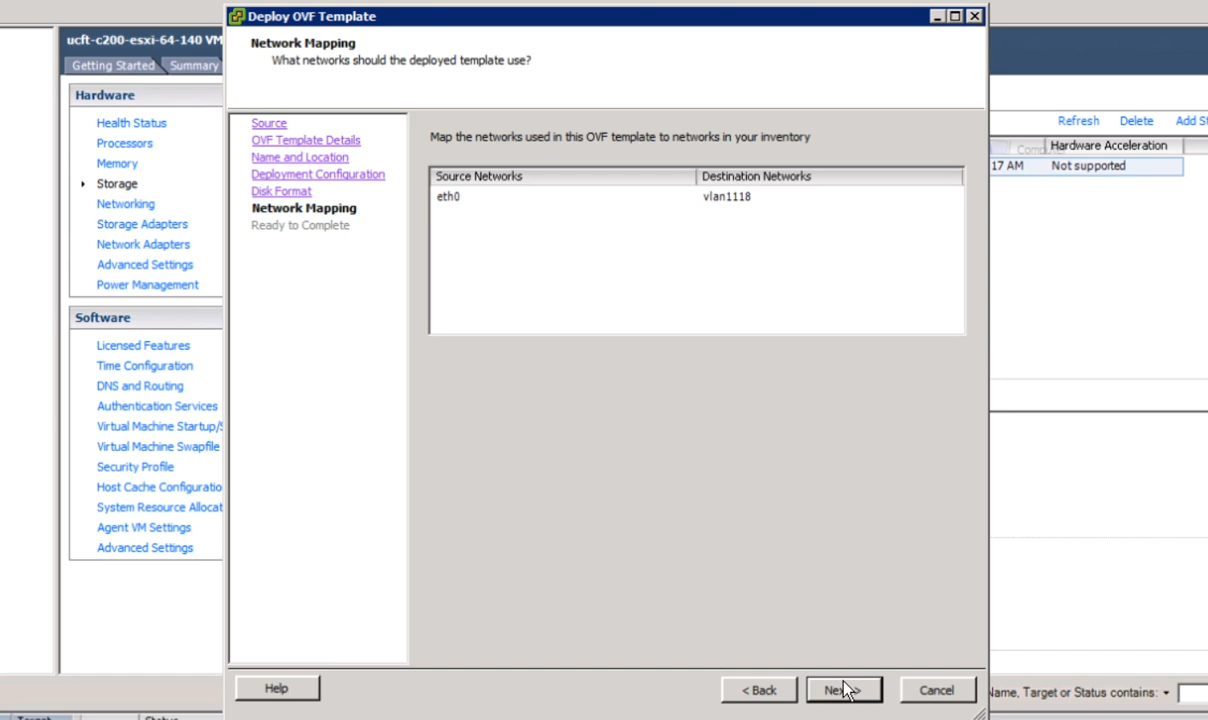 Deploy OVF Template
Network Mapping
What networks should the deployed template use?
ucft-c200-esxi-64-140 VM
Getting Started
Summary
Hardware
Health Status
Processors
Memory
Storage
Networking
Storage Adapters
Network Adapters
Advanced Settings
Power Management
Software
Licensed Features
Time Configuration
DNS and Routing
Authentication Services
Virtual Machine Startup/S
Virtual Machine Swapfile
Security Profile
Host Cache Configuratio
System Resource Allocat
Agent VM Settings
Advanced Settings
Source
OVF Template Details
Name and Location
Deployment Configuration
Disk Format
Network Mapping
Ready to Complete
Map the networks used in this OVF template to networks in your inventory
Source Networks Destination Networks
eth0 vlan1118
Help
< Back
Cancel
Refresh Delete Add St
Hardware Acceleration
17 AM Not supported
Name, Target or Status contains:
Target
Status